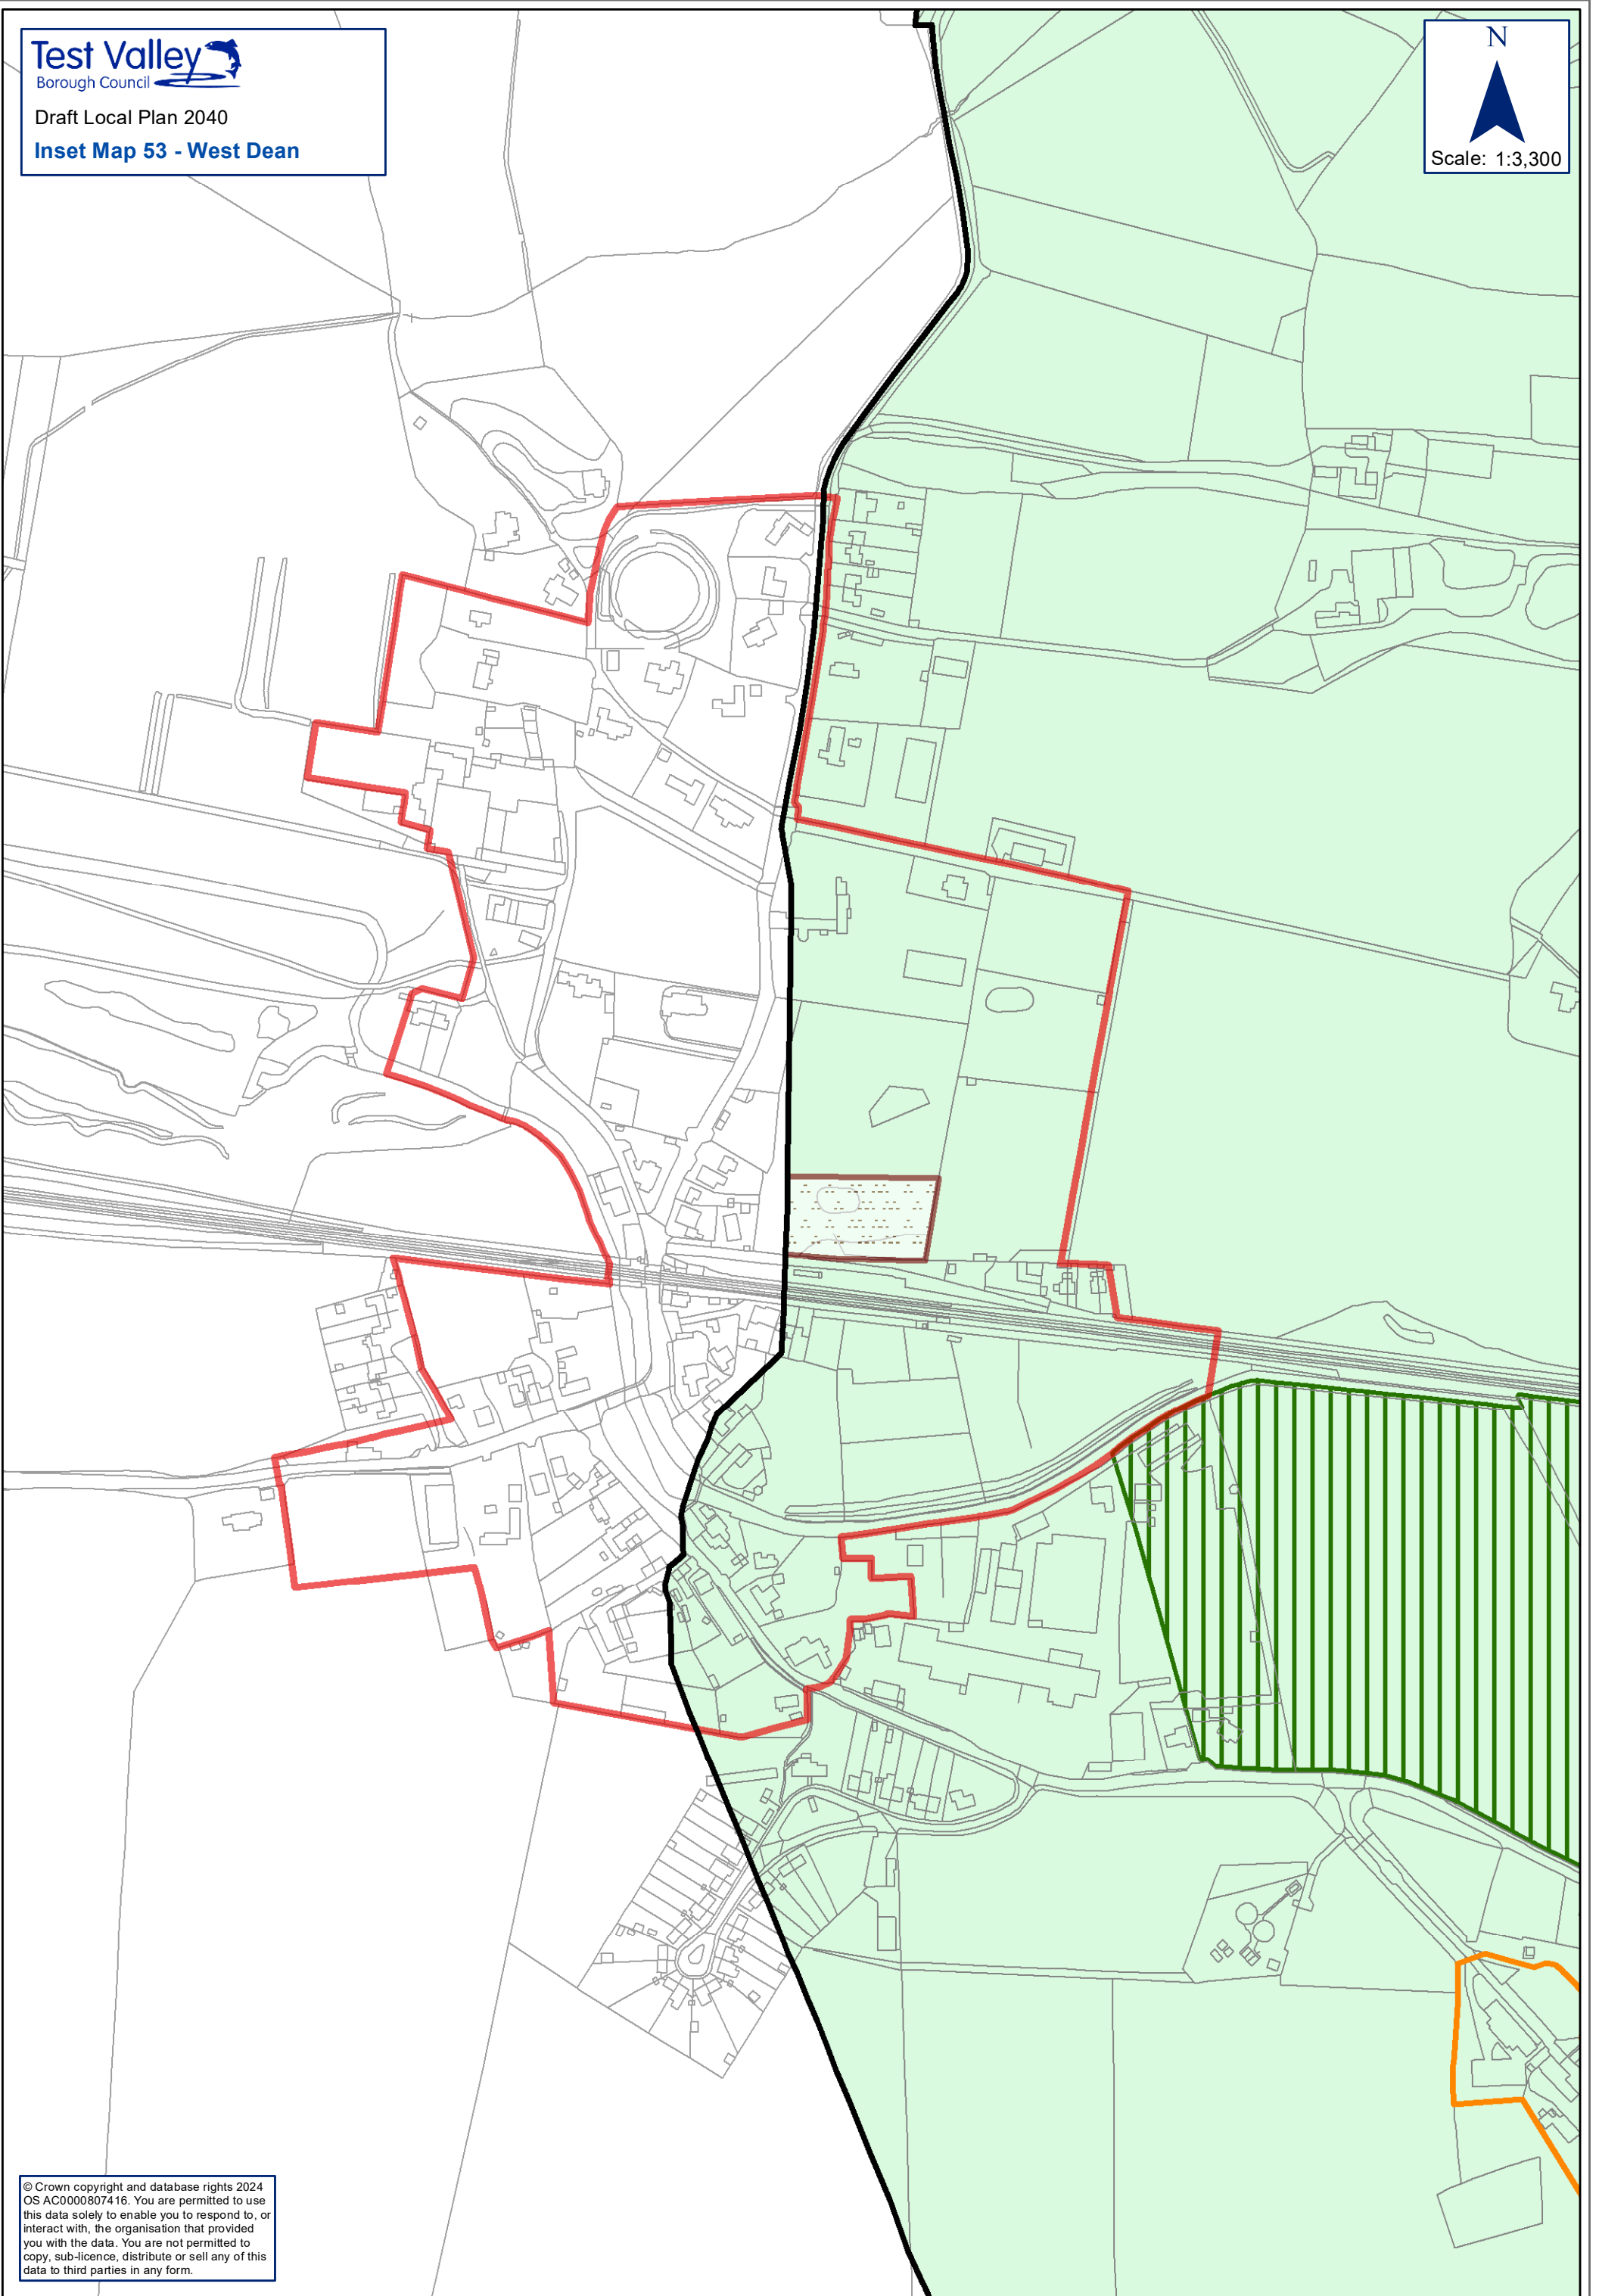 Test Valley
Borough Council
Draft Local Plan 2040
Inset Map 53 - West Dean
N
Scale: 1:3,300
© Crown copyright and database rights 2024
OS AC0000807416. You are permitted to use
this data solely to enable you to respond to, or
interact with, the organisation that provided
you with the data. You are not permitted to
copy, sub-licence, distribute or sell any of this
data to third parties in any form.